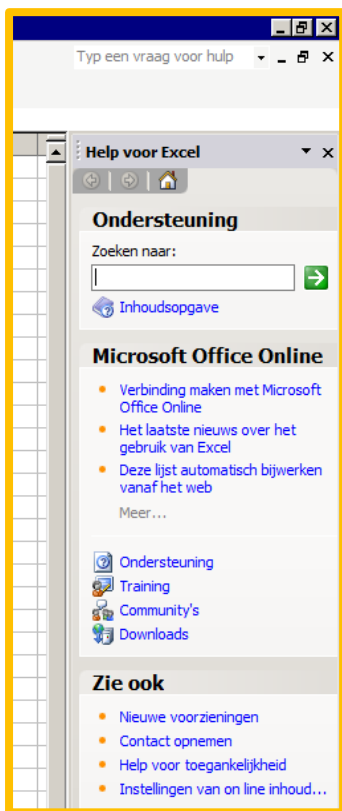 Typ een vraag voor hulp
Help voor Excel
Ondersteuning
Zoeken naar:
Inhoudsopgave
Microsoft Office Online
Verbinding maken met Microsoft
Office Online
Het laatste nieuws over het
gebruik van Excel
Deze lijst automatisch bijwerken
vanaf het web
Meer...
Ondersteuning
Training
Community's
Downloads
Zie ook
Nieuwe voorzieningen
Contact opnemen
Help voor toegankelijkheid
Instellingen van on line inhoud...